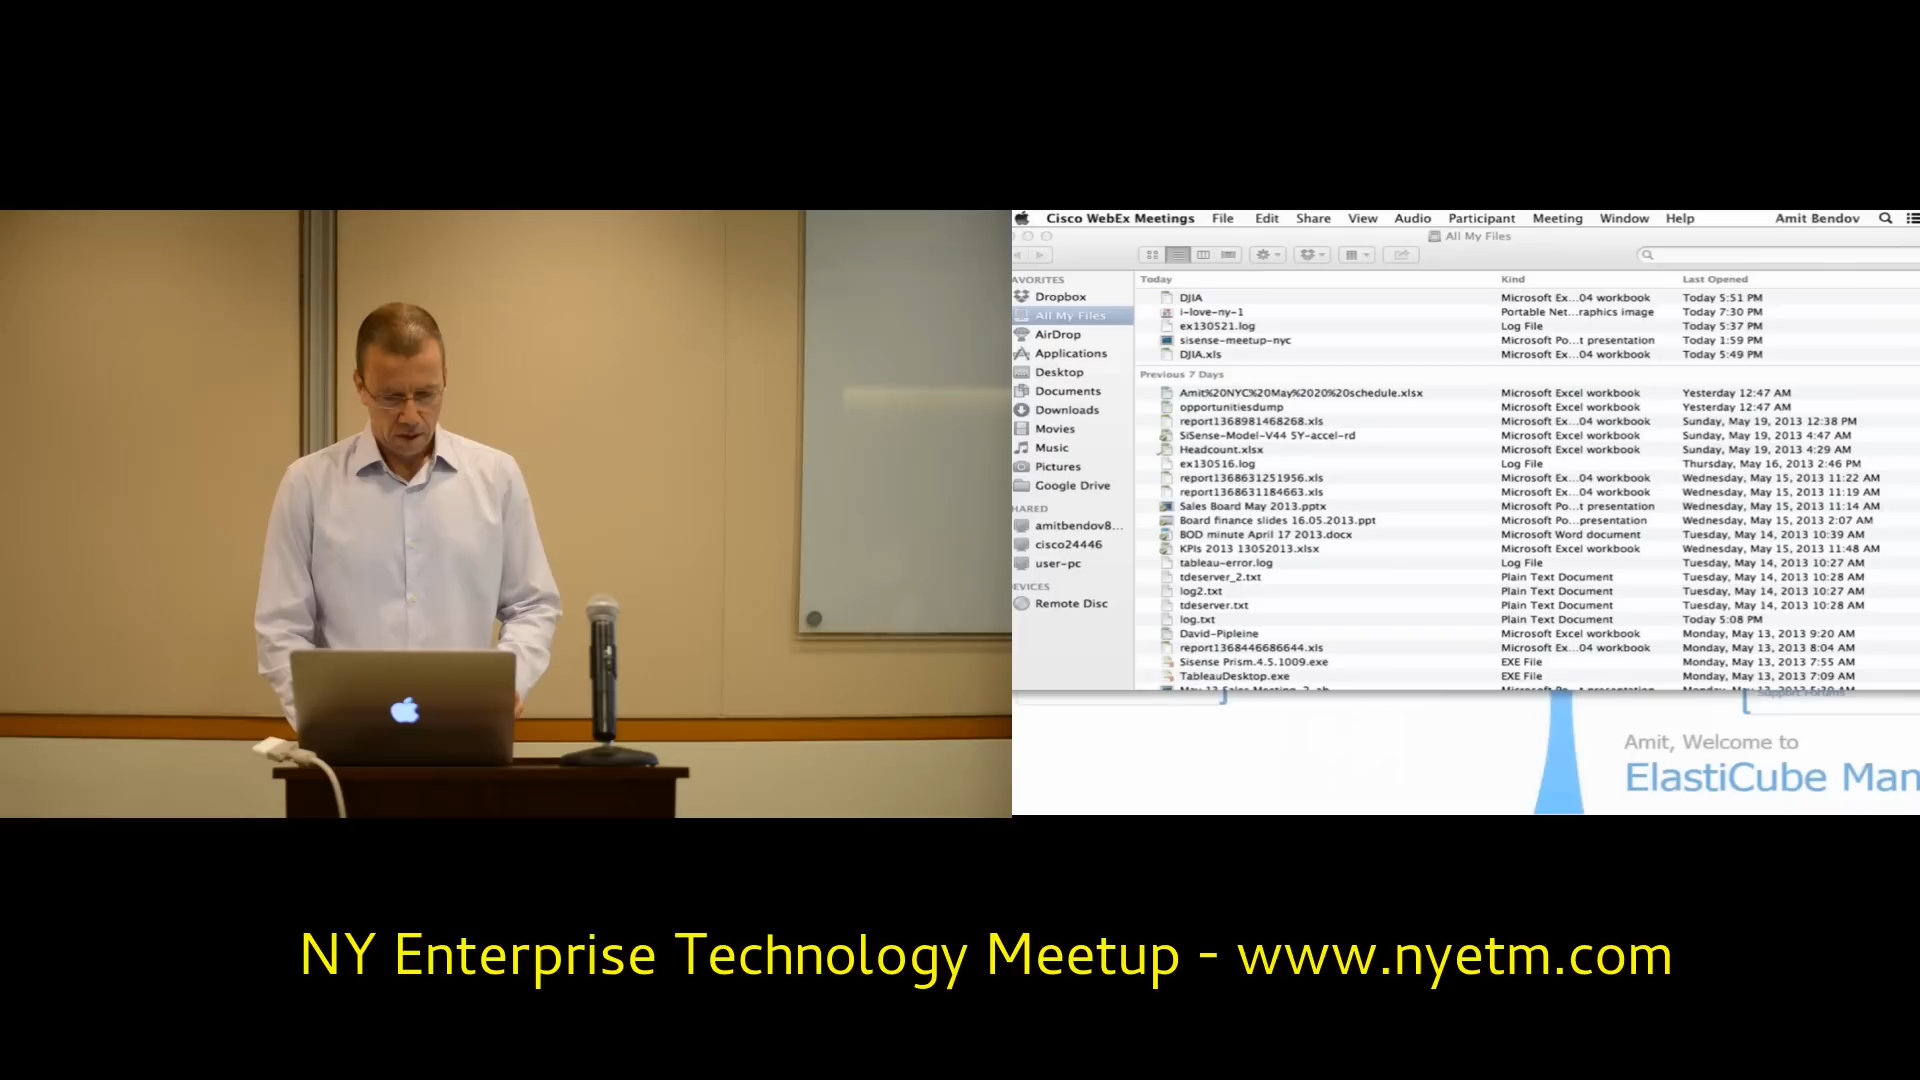 Cisco WebEx Meetings File Edit Share View Audio Participant Meeting Window Help Amit Bendov
All My Files
AVORITES
Dropbox
All My Files
AirDrop
Applications
Desktop
Documents
Downloads
Movies
Music
Pictures
Google Drive
HARED
amitbendov8...
cisco24446
user-pc
EVICES
Remote Disc
Today Kind Last Opened
DJIA Microsoft Ex...04 workbook Today 5:51 PM
i-love-ny-1 Portable Net...raphics image Today 7:30 PM
ex130521.log Log File Today 5:37 PM
sisense-meetup-nyc Microsoft Po...t presentation Today 1:59 PM
DJIA.xls Microsoft Ex...04 workbook Today 5:49 PM
Previous 7 Days
Amit%20NYC%20May%2020%20schedule.xlsx Microsoft Excel workbook Yesterday 12:47 AM
opportunitiesdump Microsoft Excel workbook Yesterday 12:47 AM
report1368981468268.xls Microsoft Ex...04 workbook Sunday, May 19, 2013 12:38 PM
SiSense-Model-V44 5Y-accel-rd Microsoft Excel workbook Sunday, May 19, 2013 4:47 AM
Headcount.xlsx Microsoft Excel workbook Sunday, May 19, 2013 4:29 AM
ex130516.log Log File Thursday, May 16, 2013 2:46 PM
report1368631251956.xls Microsoft Ex...04 workbook Wednesday, May 15, 2013 11:22 AM
report1368631184663.xls Microsoft Ex...04 workbook Wednesday, May 15, 2013 11:19 AM
Sales Board May 2013.pptx Microsoft Po...t presentation Wednesday, May 15, 2013 11:14 AM
Board finance slides 16.05.2013.ppt Microsoft Po...presentation Wednesday, May 15, 2013 2:07 AM
BOD minute April 17 2013.docx Microsoft Word document Tuesday, May 14, 2013 10:39 AM
KPIs 2013 13052013.xlsx Microsoft Excel workbook Wednesday, May 15, 2013 11:48 AM
tableau-error.log Log File Tuesday, May 14, 2013 10:27 AM
tdeserver_2.txt Plain Text Document Tuesday, May 14, 2013 10:28 AM
log2.txt Plain Text Document Tuesday, May 14, 2013 10:27 AM
tdeserver.txt Plain Text Document Tuesday, May 14, 2013 10:28 AM
log.txt Plain Text Document Today 5:08 PM
David-Pipleine Microsoft Excel workbook Monday, May 13, 2013 9:20 AM
report1368446686644.xls Microsoft Ex...04 workbook Monday, May 13, 2013 8:04 AM
Sisense Prism.4.5.1009.exe EXE File Monday, May 13, 2013 7:55 AM
TableauDesktop.exe EXE File Monday, May 13, 2013 7:09 AM
May 13 Sales Meeting_2_ab Microsoft Po...t presentation Monday, May 13, 2013 5:30 AM
Support Forums
Amit, Welcome to
ElastiCube Man
NY Enterprise Technology Meetup - www.nyetm.com